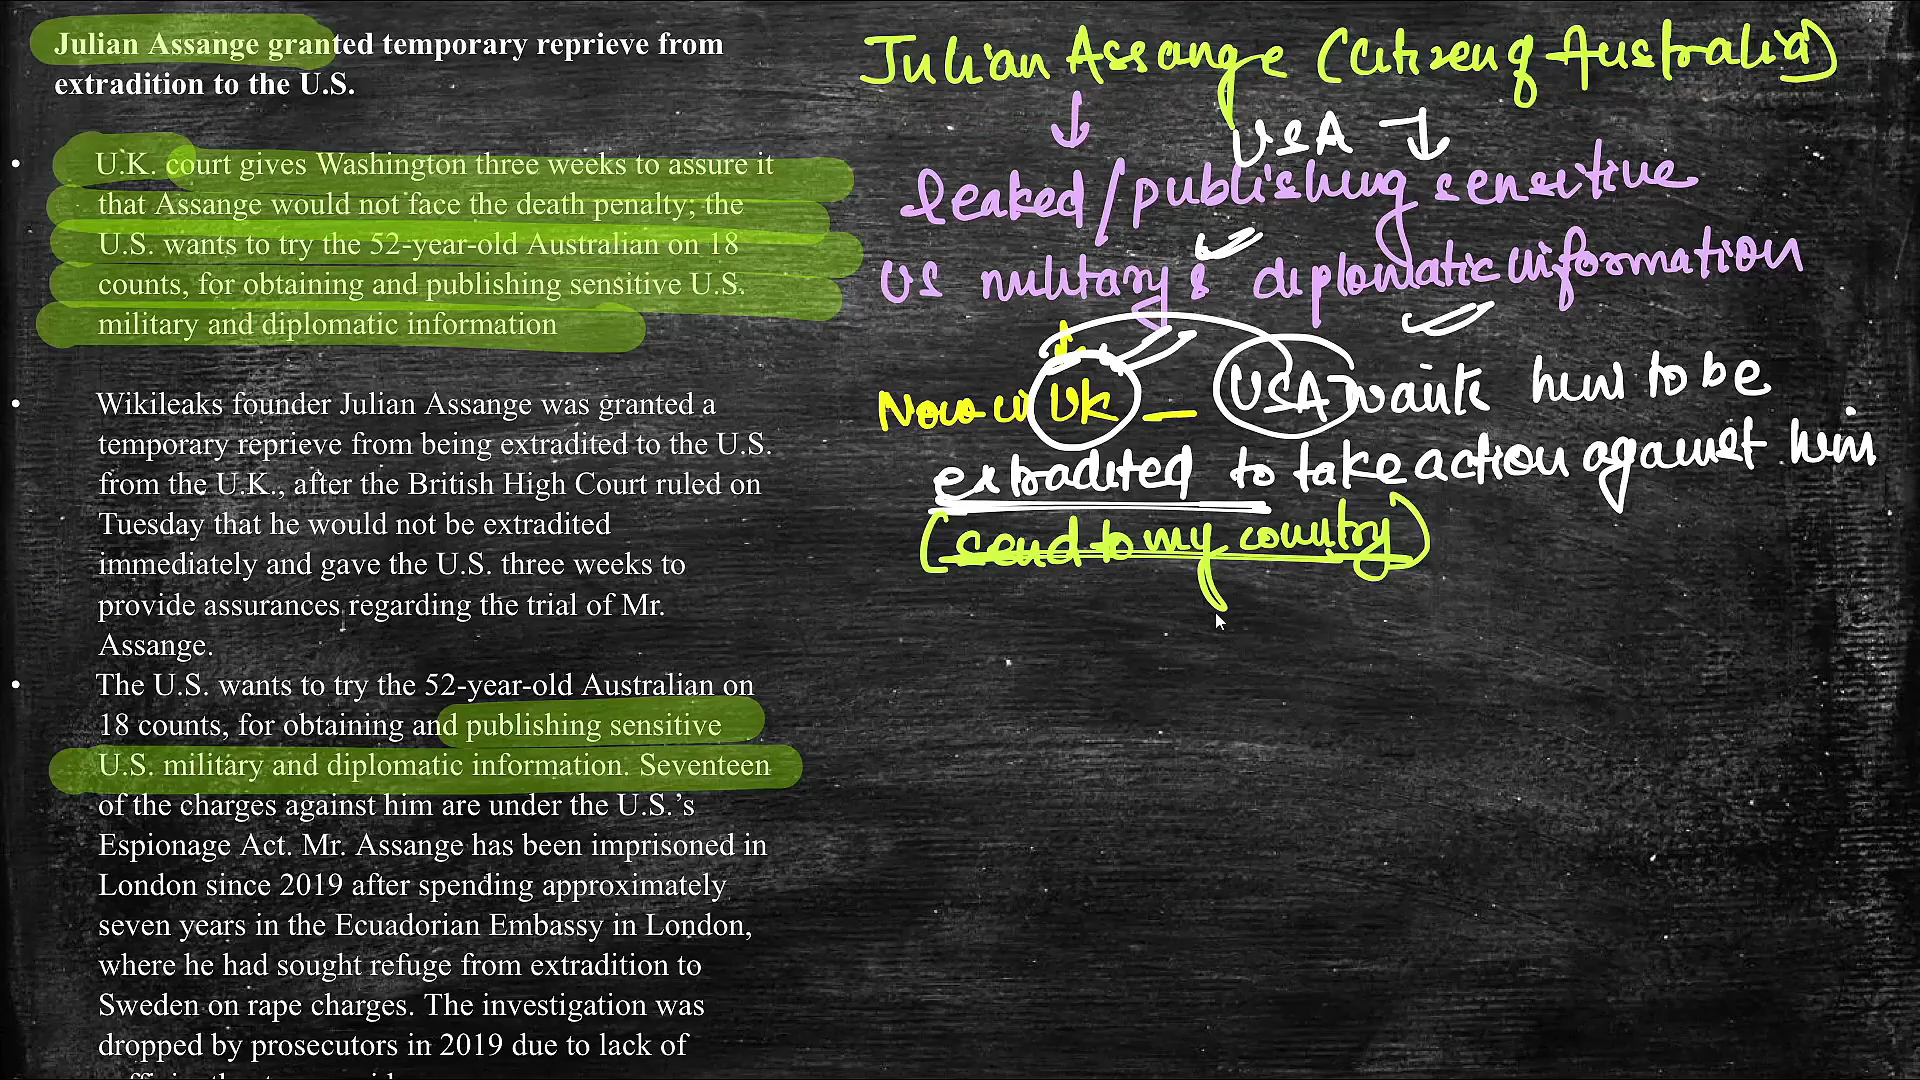 Julian Assange granted temporary reprieve from
extradition to the U.S.
• U.K. court gives Washington three weeks to assure it
that Assange would not face the death penalty; the
U.S. wants to try the 52-year-old Australian on 18
counts, for obtaining and publishing sensitive U.S.
military and diplomatic information
• Wikileaks founder Julian Assange was granted a
temporary reprieve from being extradited to the U.S.
from the U.K., after the British High Court ruled on
Tuesday that he would not be extradited
immediately and gave the U.S. three weeks to
provide assurances regarding the trial of Mr.
Assange.
• The U.S. wants to try the 52-year-old Australian on
18 counts, for obtaining and publishing sensitive
U.S. military and diplomatic information. Seventeen
of the charges against him are under the U.S.’s
Espionage Act. Mr. Assange has been imprisoned in
London since 2019 after spending approximately
seven years in the Ecuadorian Embassy in London,
where he had sought refuge from extradition to
Sweden on rape charges. The investigation was
dropped by prosecutors in 2019 due to lack of
Julian Assange (citizen of Australia)
USA
leaked/publishing sensitive
US military & diplomatic information
Now in UK – USA wants him to be
extradited to take action against him
(send to my country)